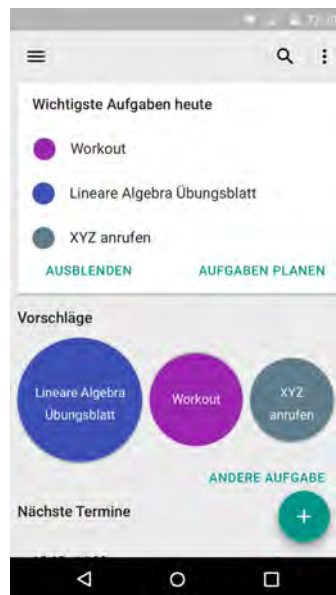 Wichtigste Aufgaben heute
Workout
Lineare Algebra Übungsblatt
XYZ anrufen
AUSBLENDEN AUFGABEN PLANEN
Vorschläge
Lineare Algebra
Übungsblatt
Workout
XYZ
anrufen
ANDERE AUFGABE
Nächste Termine